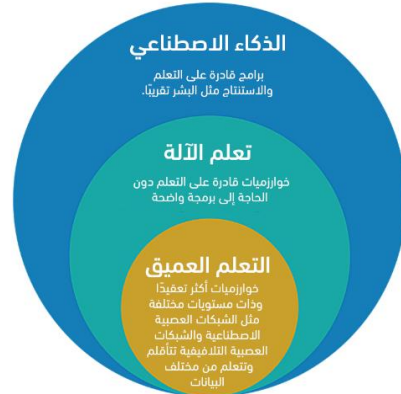 الذكاء الاصطناعي
برامج قادرة على التعلم
والاستنتاج مثل البشر تقريبًا.
تعلم الآلة
خوارزميات قادرة على التعلم دون
الحاجة إلى برمجة واضحة
التعلم العميق
خوارزميات أكثر تعقيدًا
وذات مستويات مختلفة
مثل الشبكات العصبية
الاصطناعية والشبكات
العصبية التلافيفية تتأقلم
وتتعلم من مختلف
البيانات